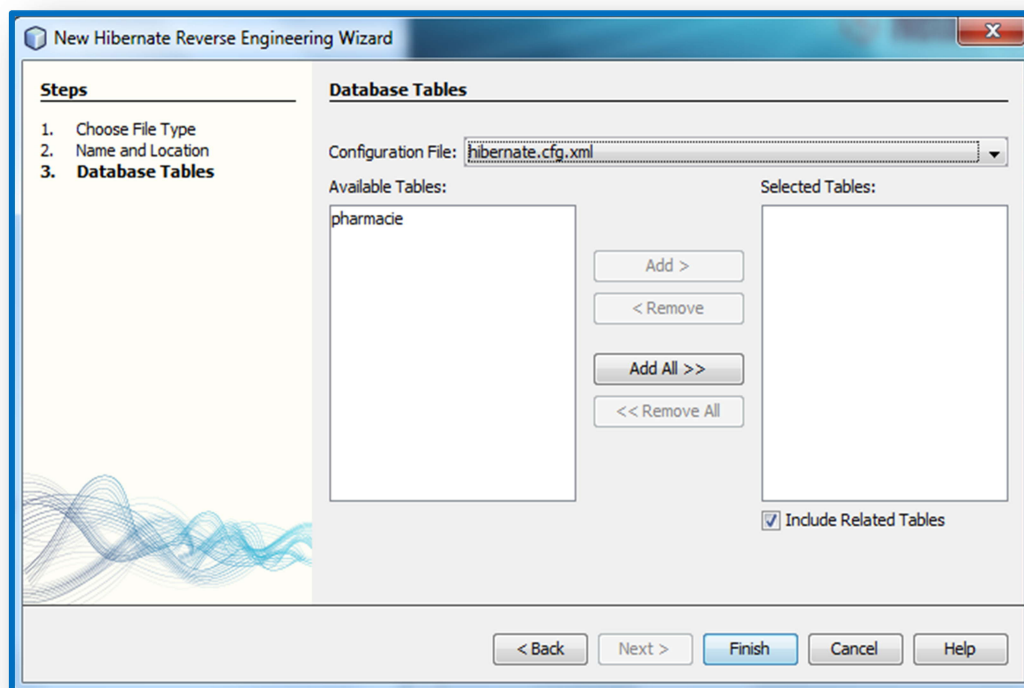 New Hibernate Reverse Engineering Wizard
X
Steps
1. Choose File Type
2. Name and Location
3. Database Tables
Database Tables
Configuration File: hibernate.cfg.xml
Available Tables:
pharmacie
Add >
< Remove
Add All >>
<< Remove All
Selected Tables:
Include Related Tables
< Back Next > Finish Cancel Help